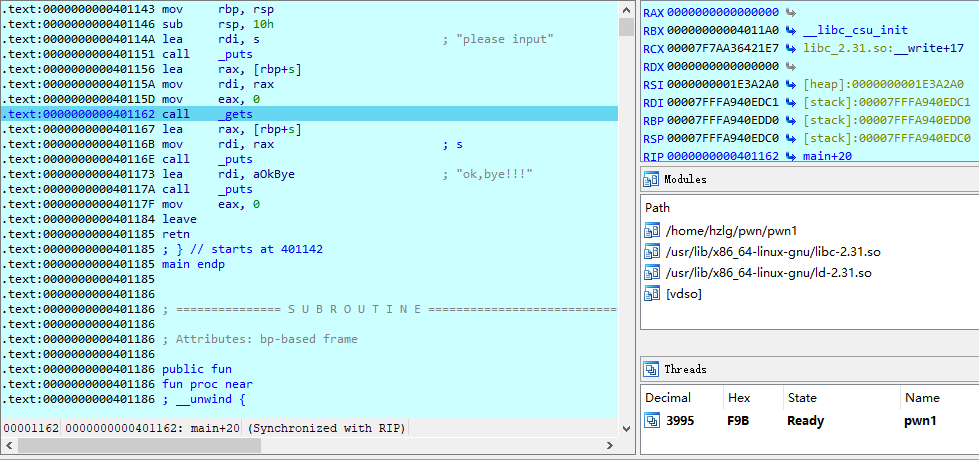 .text:0000000000401143 mov     rbp, rsp
.text:0000000000401146 sub     rsp, 10h
.text:000000000040114A lea     rdi, s          ; "please input"
.text:0000000000401151 call    _puts
.text:0000000000401156 lea     rax, [rbp+s]
.text:000000000040115A mov     rdi, rax
.text:000000000040115D mov     eax, 0
.text:0000000000401162 call    _gets
.text:0000000000401167 lea     rax, [rbp+s]
.text:000000000040116B mov     rdi, rax        ; s
.text:000000000040116E call    _puts
.text:0000000000401173 lea     rdi, aOkBye     ; "ok,bye!!!"
.text:000000000040117A call    _puts
.text:000000000040117F mov     eax, 0
.text:0000000000401184 leave
.text:0000000000401185 retn
.text:0000000000401185 ; } // starts at 401142
.text:0000000000401185 main endp
.text:0000000000401185
.text:0000000000401186
.text:0000000000401186 ; =============== S U B R O U T I N E ===========================
.text:0000000000401186
.text:0000000000401186 ; Attributes: bp-based frame
.text:0000000000401186
.text:0000000000401186 public fun
.text:0000000000401186 fun proc near
.text:0000000000401186 ; __unwind {
00001162 0000000000401162: main+20 (Synchronized with RIP)
RAX 0000000000000000
RBX 00000000004011A0 __libc_csu_init
RCX 00007F7AA36421E7 libc_2.31.so:__write+17
RDX 0000000000000000
RSI 0000000001E3A2A0 [heap]:0000000001E3A2A0
RDI 00007FFFA940EDC1 [stack]:00007FFFA940EDC1
RBP 00007FFFA940EDD0 [stack]:00007FFFA940EDD0
RSP 00007FFFA940EDC0 [stack]:00007FFFA940EDC0
RIP 0000000000401162 main+20
Modules
Path
/home/hzlg/pwn/pwn1
/usr/lib/x86_64-linux-gnu/libc-2.31.so
/usr/lib/x86_64-linux-gnu/ld-2.31.so
[vdso]
Threads
Decimal Hex State Name
3995 F9B Ready pwn1